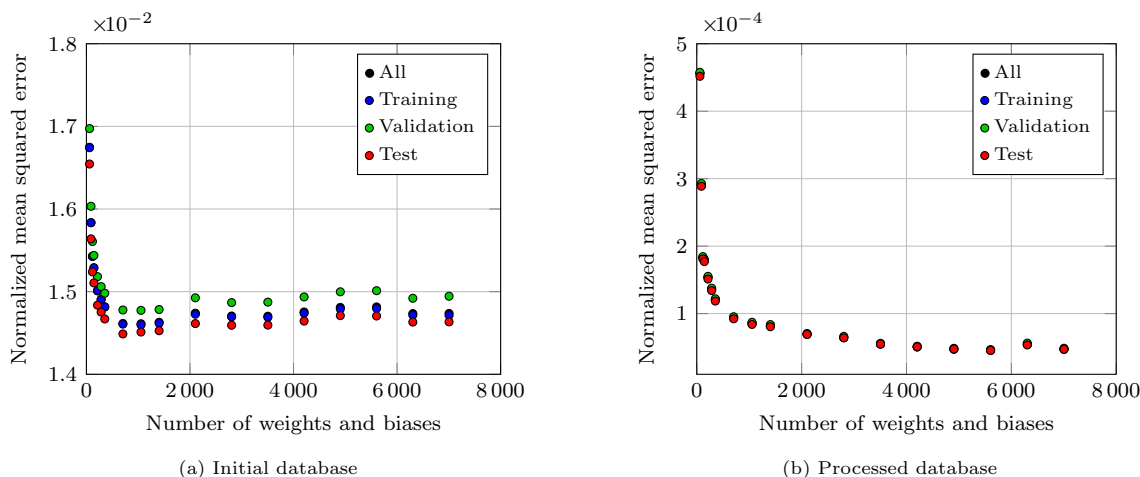 ×10−2
1.8
1.7
1.6
1.5
1.4
Normalized mean squared error
All
Training
Validation
Test
0 2 000 4 000 6 000 8 000
Number of weights and biases
(a) Initial database
×10−4
5
4
3
2
1
Normalized mean squared error
All
Training
Validation
Test
0 2 000 4 000 6 000 8 000
Number of weights and biases
(b) Processed database